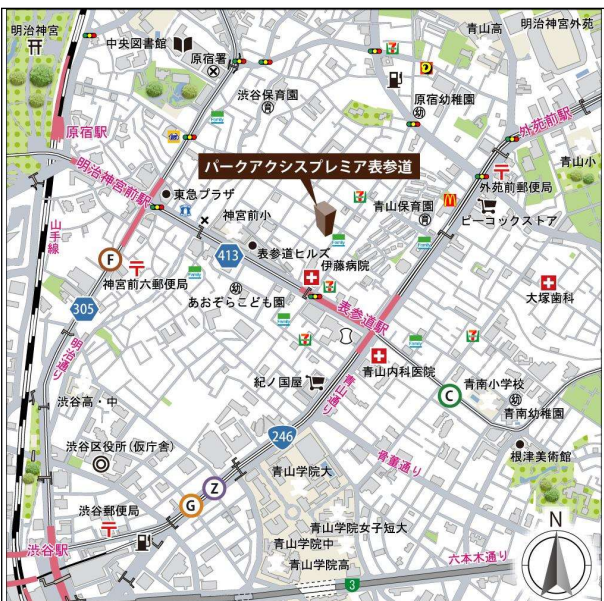 明治神宮
中央図書館
原宿署
青山高
明治神宮外苑
渋谷保育園
育
原宿幼稚園
幼
原宿駅
外苑前駅
パークアクシスプレミア表参道
明治神宮前駅
東急プラザ
神宮前小
青山保育園
育
外苑前郵便局
青山小
ピーコックストア
山手線
F
413
表参道ヒルズ
伊藤病院
神宮前六郵便局
幼
あおぞらこども園
大塚歯科
305
表参道駅
明治通り
青山内科医院
紀ノ国屋
青山通り
C
青南小学校
幼
青南幼稚園
渋谷高・中
渋谷区役所(仮庁舎)
246
骨董通り
根津美術館
青山学院大
Z
G
渋谷郵便局
青山学院女子短大
渋谷駅
青山学院中
青山学院高
六本木通り
3
N